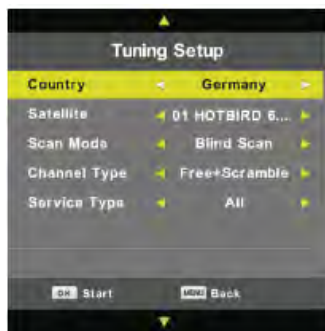 Tuning Setup
Country Germany
Satellite 01 HOTBIRD 6...
Scan Mode Blind Scan
Channel Type Free+Scramble
Service Type All
OK Start MENU Back